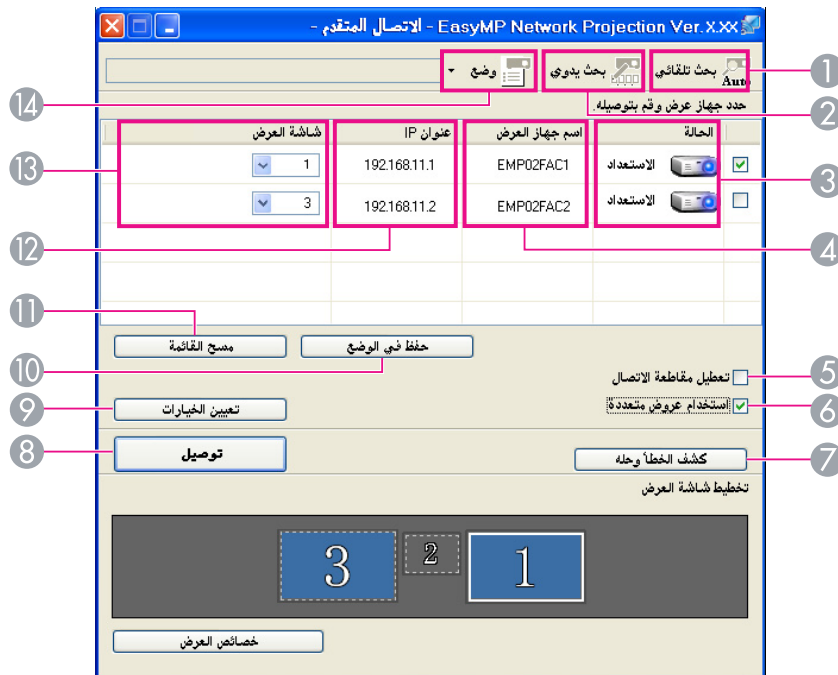 EasyMP Network Projection Ver.X.XX - الاتصال المتقدم -
بحث تلقائي
Auto
بحث يدوي
وضع
1
2
14
حدد جهاز عرض وقم بتوصيله.
الحالة
اسم جهاز العرض
عنوان IP
شاشة العرض
الاستعداد
EMP02FAC1
192.168.11.1
1
13
3
الاستعداد
EMP02FAC2
192.168.11.2
3
4
12
11
حفظ في الوضع
مسح القائمة
10
تعطيل مقاطعة الاتصال
5
استخدام عروض متعددة
6
تعيين الخيارات
9
توصيل
8
كشف الخطأ وحله
7
تخطيط شاشة العرض
1
2
3
خصائص العرض